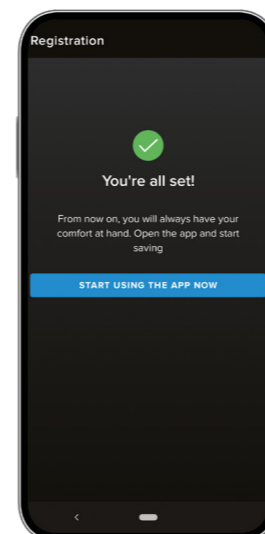 Registration
You're all set!
From now on, you will always have your
comfort at hand. Open the app and start
saving
START USING THE APP NOW